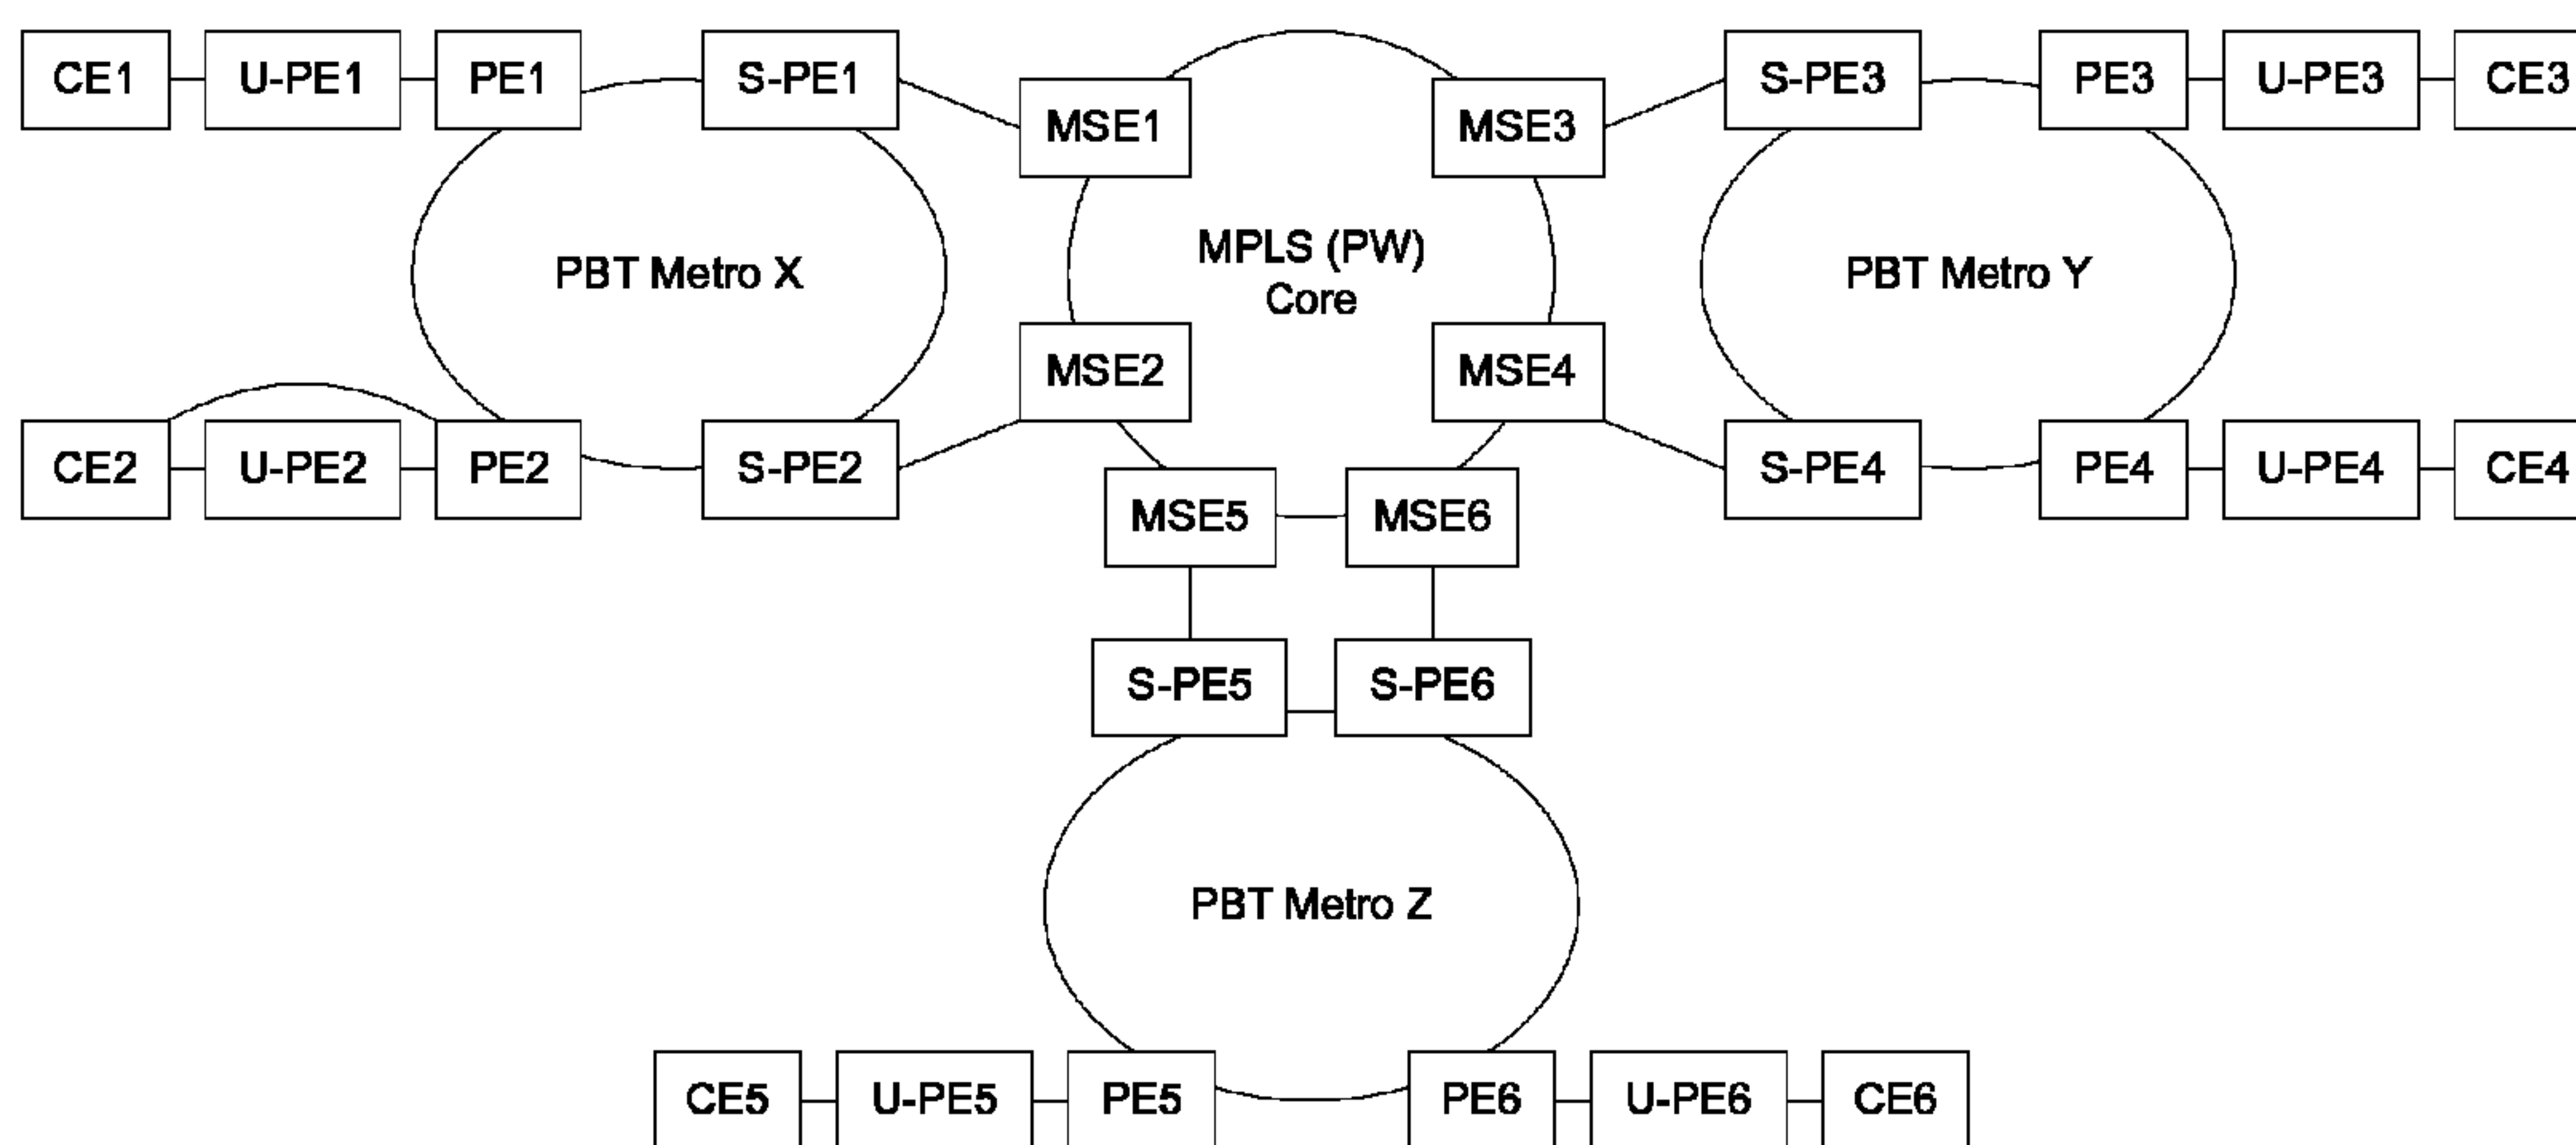 CE1
U-PE1
PE1
S-PE1
MSE1
MSE3
S-PE3
PE3
U-PE3
CE3
PBT Metro X
MPLS (PW)
Core
PBT Metro Y
MSE2
MSE4
CE2
U-PE2
PE2
S-PE2
S-PE4
PE4
U-PE4
CE4
MSE5
MSE6
S-PE5
S-PE6
PBT Metro Z
CE5
U-PE5
PE5
PE6
U-PE6
CE6